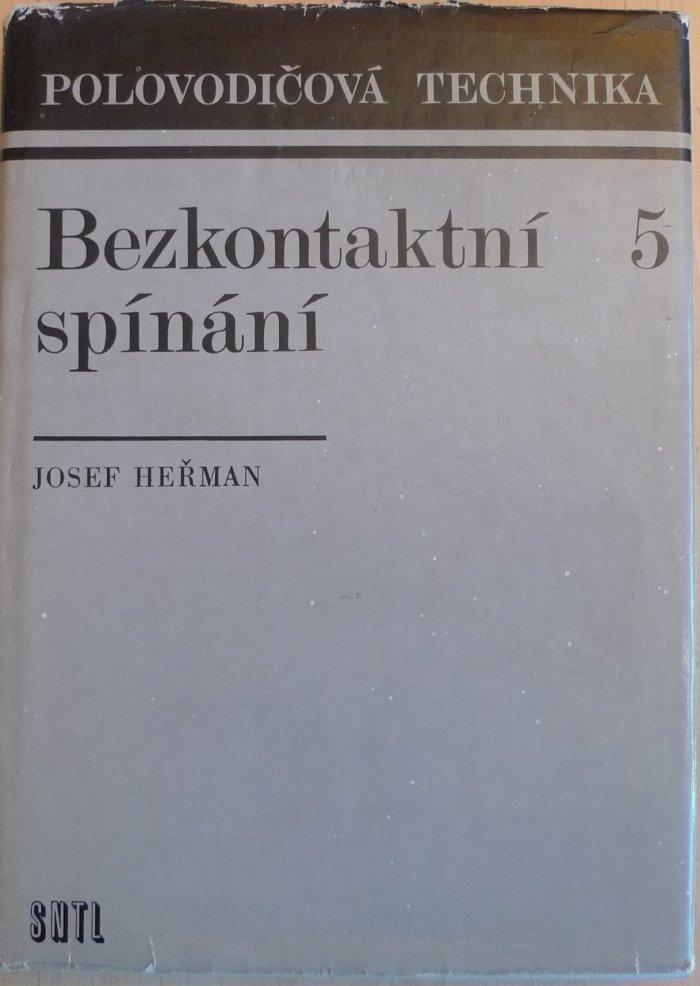 POLOVODIČOVÁ TECHNIKA
Bezkontaktní 5
spínání
JOSEF HEŘMAN
SNTL